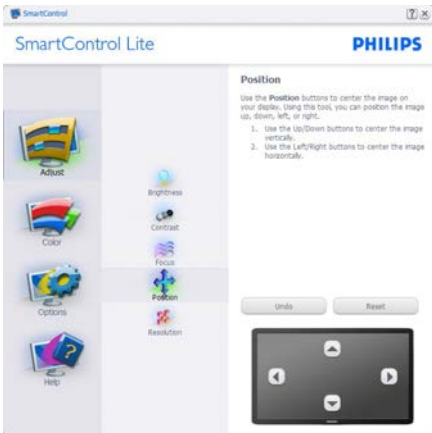 SmartControl
SmartControl Lite
PHILIPS
Adjust
Color
Options
Help
Brightness
Contrast
Focus
Position
Resolution
Position
Use the Position buttons to center the image on
your display. Using this tool, you can position the image
up, down, left, or right.
1. Use the Up/Down buttons to center the image
vertically.
2. Use the Left/Right buttons to center the image
horizontally.
Undo
Reset